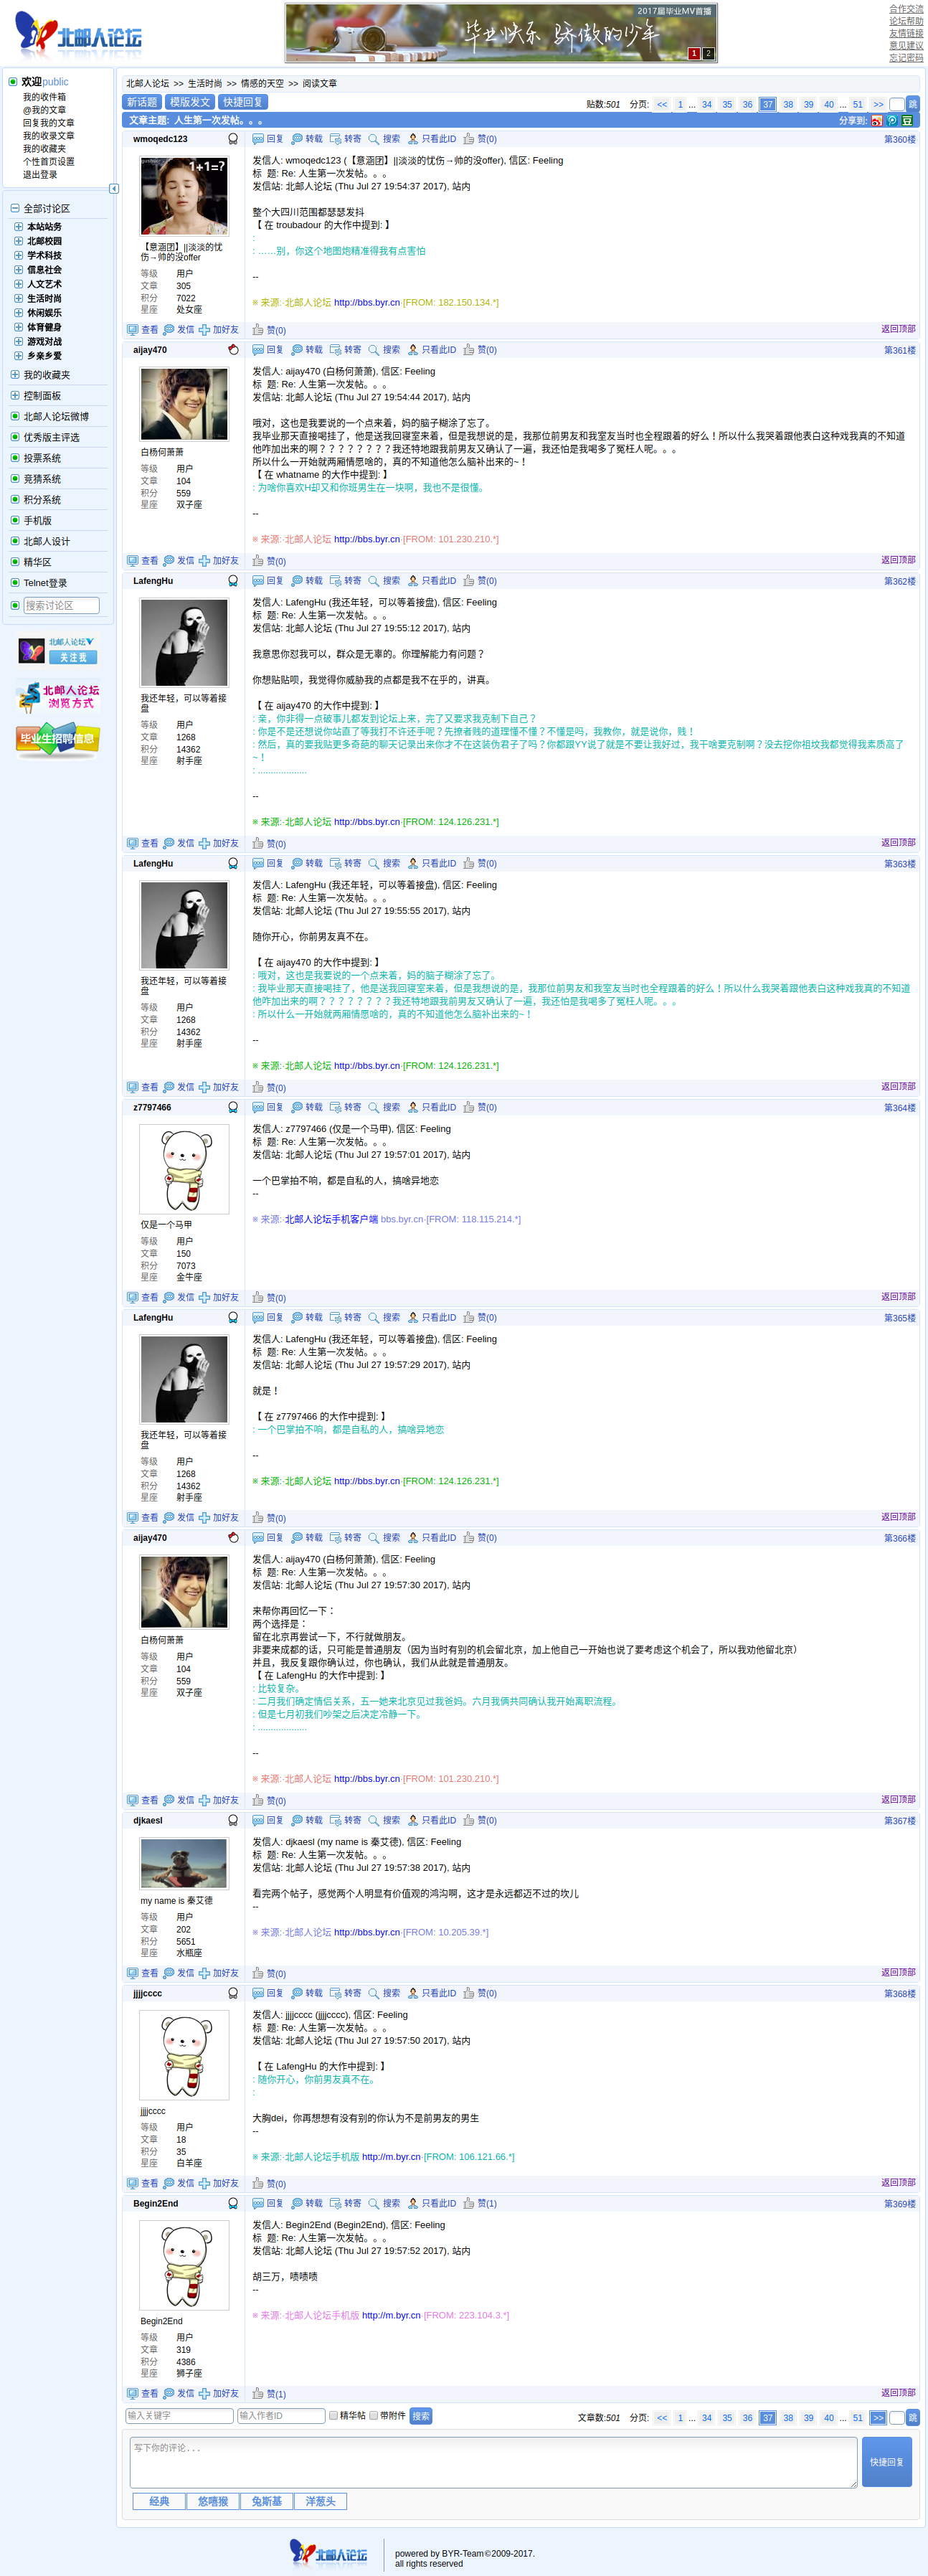 北邮人论坛
2017届毕业MV首播
毕业快乐 骄傲的少年
1 2
合作交流
论坛帮助
友情链接
意见建议
忘记密码
欢迎public
我的收件箱
@我的文章
回复我的文章
我的收录文章
我的收藏夹
个性首页设置
退出登录
全部讨论区
本站站务
北邮校园
学术科技
信息社会
人文艺术
生活时尚
休闲娱乐
体育健身
游戏对战
乡亲乡爱
我的收藏夹
控制面板
北邮人论坛微博
优秀版主评选
投票系统
竞猜系统
积分系统
手机版
北邮人设计
精华区
Telnet登录
搜索讨论区
北邮人论坛
关注我
北邮人论坛
浏览方式
毕业生招聘信息
北邮人论坛 >> 生活时尚 >> 情感的天空 >> 阅读文章
新话题 模版发文 快捷回复
贴数:501 分页: << 1 ... 34 35 36 37 38 39 40 ... 51 >> 跳
文章主题: 人生第一次发帖。。。
分享到:
wmoqedc123
回复 转载 转寄 搜索 只看此ID 赞(0) 第360楼
【意涵团】||淡淡的忧伤→帅的没offer
等级 用户
文章 305
积分 7022
星座 处女座
发信人: wmoqedc123 (【意涵团】||淡淡的忧伤→帅的没offer), 信区: Feeling
标 题: Re: 人生第一次发帖。。。
发信站: 北邮人论坛 (Thu Jul 27 19:54:37 2017), 站内
整个大四川范围都瑟瑟发抖
【 在 troubadour 的大作中提到: 】
:
: ……别，你这个地图炮精准得我有点害怕
--
※ 来源:·北邮人论坛 http://bbs.byr.cn·[FROM: 182.150.134.*]
查看 发信 加好友 赞(0) 返回顶部
aijay470
回复 转载 转寄 搜索 只看此ID 赞(0) 第361楼
白杨何萧萧
等级 用户
文章 104
积分 559
星座 双子座
发信人: aijay470 (白杨何萧萧), 信区: Feeling
标 题: Re: 人生第一次发帖。。。
发信站: 北邮人论坛 (Thu Jul 27 19:54:44 2017), 站内
哦对，这也是我要说的一个点来着，妈的脑子糊涂了忘了。
我毕业那天直接喝挂了，他是送我回寝室来着，但是我想说的是，我那位前男友和我室友当时也全程跟着的好么！所以什么我哭着跟他表白这种戏我真的不知道他咋加出来的啊？？？？？？？？我还特地跟我前男友又确认了一遍，我还怕是我喝多了冤枉人呢。。。
所以什么一开始就两厢情愿啥的，真的不知道他怎么脑补出来的~！
【 在 whatname 的大作中提到: 】
: 为啥你喜欢H却又和你班男生在一块啊，我也不是很懂。
--
※ 来源:·北邮人论坛 http://bbs.byr.cn·[FROM: 101.230.210.*]
查看 发信 加好友 赞(0) 返回顶部
LafengHu
回复 转载 转寄 搜索 只看此ID 赞(0) 第362楼
我还年轻，可以等着接盘
等级 用户
文章 1268
积分 14362
星座 射手座
发信人: LafengHu (我还年轻，可以等着接盘), 信区: Feeling
标 题: Re: 人生第一次发帖。。。
发信站: 北邮人论坛 (Thu Jul 27 19:55:12 2017), 站内
我意思你怼我可以，群众是无辜的。你理解能力有问题？
你想贴贴呗，我觉得你威胁我的点都是我不在乎的，讲真。
【 在 aijay470 的大作中提到: 】
: 亲，你非得一点破事儿都发到论坛上来，完了又要求我克制下自己？
: 你是不是还想说你站直了等我打不许还手呢？先撩者贱的道理懂不懂？不懂是吗，我教你，就是说你，贱！
: 然后，真的要我贴更多奇葩的聊天记录出来你才不在这装伪君子了吗？你都跟YY说了就是不要让我好过，我干啥要克制啊？没去挖你祖坟我都觉得我素质高了~！
: ...................
--
※ 来源:·北邮人论坛 http://bbs.byr.cn·[FROM: 124.126.231.*]
查看 发信 加好友 赞(0) 返回顶部
LafengHu
回复 转载 转寄 搜索 只看此ID 赞(0) 第363楼
我还年轻，可以等着接盘
等级 用户
文章 1268
积分 14362
星座 射手座
发信人: LafengHu (我还年轻，可以等着接盘), 信区: Feeling
标 题: Re: 人生第一次发帖。。。
发信站: 北邮人论坛 (Thu Jul 27 19:55:55 2017), 站内
随你开心，你前男友真不在。
【 在 aijay470 的大作中提到: 】
: 哦对，这也是我要说的一个点来着，妈的脑子糊涂了忘了。
: 我毕业那天直接喝挂了，他是送我回寝室来着，但是我想说的是，我那位前男友和我室友当时也全程跟着的好么！所以什么我哭着跟他表白这种戏我真的不知道他咋加出来的啊？？？？？？？？我还特地跟我前男友又确认了一遍，我还怕是我喝多了冤枉人呢。。。
: 所以什么一开始就两厢情愿啥的，真的不知道他怎么脑补出来的~！
--
※ 来源:·北邮人论坛 http://bbs.byr.cn·[FROM: 124.126.231.*]
查看 发信 加好友 赞(0) 返回顶部
z7797466
回复 转载 转寄 搜索 只看此ID 赞(0) 第364楼
仅是一个马甲
等级 用户
文章 150
积分 7073
星座 金牛座
发信人: z7797466 (仅是一个马甲), 信区: Feeling
标 题: Re: 人生第一次发帖。。。
发信站: 北邮人论坛 (Thu Jul 27 19:57:01 2017), 站内
一个巴掌拍不响，都是自私的人，搞啥异地恋
--
※ 来源:·北邮人论坛手机客户端 bbs.byr.cn·[FROM: 118.115.214.*]
查看 发信 加好友 赞(0) 返回顶部
LafengHu
回复 转载 转寄 搜索 只看此ID 赞(0) 第365楼
我还年轻，可以等着接盘
等级 用户
文章 1268
积分 14362
星座 射手座
发信人: LafengHu (我还年轻，可以等着接盘), 信区: Feeling
标 题: Re: 人生第一次发帖。。。
发信站: 北邮人论坛 (Thu Jul 27 19:57:29 2017), 站内
就是！
【 在 z7797466 的大作中提到: 】
: 一个巴掌拍不响，都是自私的人，搞啥异地恋
--
※ 来源:·北邮人论坛 http://bbs.byr.cn·[FROM: 124.126.231.*]
查看 发信 加好友 赞(0) 返回顶部
aijay470
回复 转载 转寄 搜索 只看此ID 赞(0) 第366楼
白杨何萧萧
等级 用户
文章 104
积分 559
星座 双子座
发信人: aijay470 (白杨何萧萧), 信区: Feeling
标 题: Re: 人生第一次发帖。。。
发信站: 北邮人论坛 (Thu Jul 27 19:57:30 2017), 站内
来帮你再回忆一下：
两个选择是：
留在北京再尝试一下，不行就做朋友。
非要来成都的话，只可能是普通朋友（因为当时有别的机会留北京，加上他自己一开始也说了要考虑这个机会了，所以我劝他留北京）
并且，我反复跟你确认过，你也确认，我们从此就是普通朋友。
【 在 LafengHu 的大作中提到: 】
: 比较复杂。
: 二月我们确定情侣关系，五一她来北京见过我爸妈。六月我俩共同确认我开始离职流程。
: 但是七月初我们吵架之后决定冷静一下。
: ...................
--
※ 来源:·北邮人论坛 http://bbs.byr.cn·[FROM: 101.230.210.*]
查看 发信 加好友 赞(0) 返回顶部
djkaesl
回复 转载 转寄 搜索 只看此ID 赞(0) 第367楼
my name is 秦艾德
等级 用户
文章 202
积分 5651
星座 水瓶座
发信人: djkaesl (my name is 秦艾德), 信区: Feeling
标 题: Re: 人生第一次发帖。。。
发信站: 北邮人论坛 (Thu Jul 27 19:57:38 2017), 站内
看完两个帖子，感觉两个人明显有价值观的鸿沟啊，这才是永远都迈不过的坎儿
--
※ 来源:·北邮人论坛 http://bbs.byr.cn·[FROM: 10.205.39.*]
查看 发信 加好友 赞(0) 返回顶部
jjjjcccc
回复 转载 转寄 搜索 只看此ID 赞(0) 第368楼
jjjjcccc
等级 用户
文章 18
积分 35
星座 白羊座
发信人: jjjjcccc (jjjjcccc), 信区: Feeling
标 题: Re: 人生第一次发帖。。。
发信站: 北邮人论坛 (Thu Jul 27 19:57:50 2017), 站内
【 在 LafengHu 的大作中提到: 】
: 随你开心，你前男友真不在。
:
大胸dei，你再想想有没有别的你认为不是前男友的男生
--
※ 来源:·北邮人论坛手机版 http://m.byr.cn·[FROM: 106.121.66.*]
查看 发信 加好友 赞(0) 返回顶部
Begin2End
回复 转载 转寄 搜索 只看此ID 赞(1) 第369楼
Begin2End
等级 用户
文章 319
积分 4386
星座 狮子座
发信人: Begin2End (Begin2End), 信区: Feeling
标 题: Re: 人生第一次发帖。。。
发信站: 北邮人论坛 (Thu Jul 27 19:57:52 2017), 站内
胡三万，啧啧啧
--
※ 来源:·北邮人论坛手机版 http://m.byr.cn·[FROM: 223.104.3.*]
查看 发信 加好友 赞(1) 返回顶部
输入关键字 输入作者ID 精华帖 带附件 搜索
文章数:501 分页: << 1 ... 34 35 36 37 38 39 40 ... 51 >> 跳
写下你的评论...
快捷回复
经典 悠嘻猴 兔斯基 洋葱头
北邮人论坛
powered by BYR-Team©2009-2017.
all rights reserved